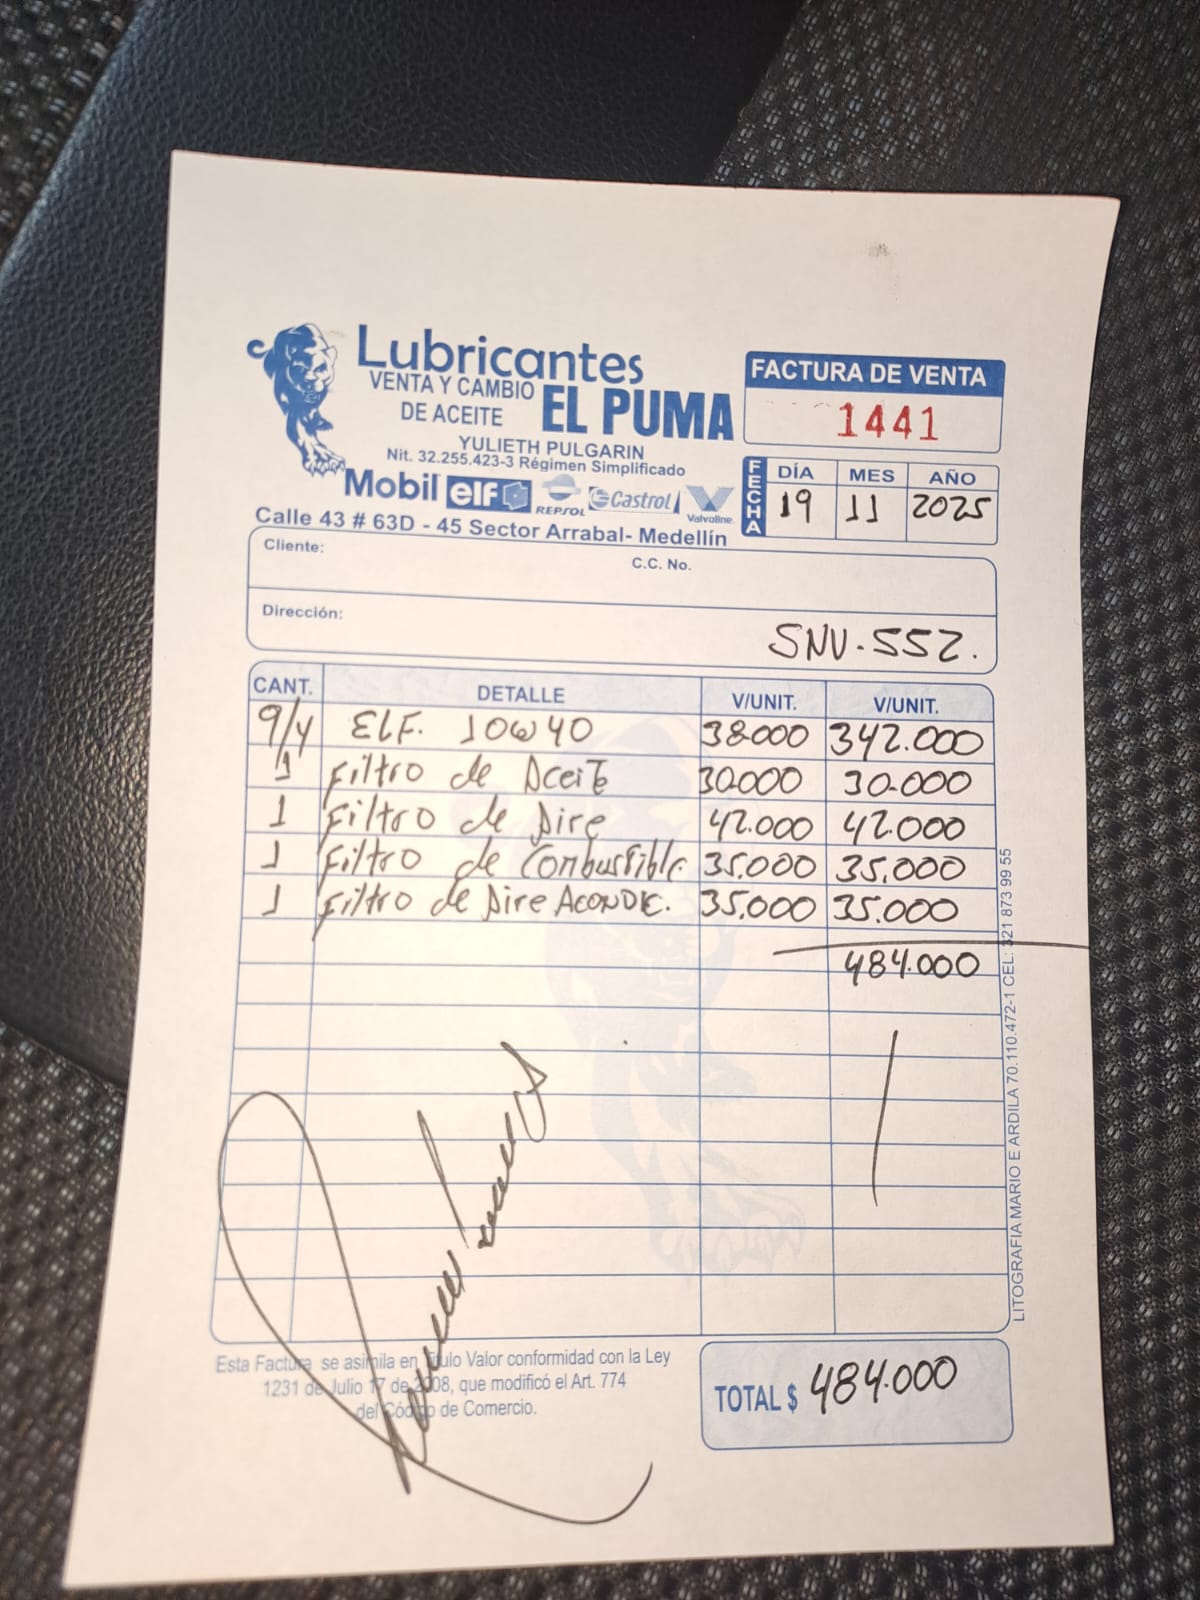 Lubricantes
VENTA Y CAMBIO
DE ACEITE
EL PUMA
YULIETH PULGARIN
Nit. 32.255.423-3 Régimen Simplificado
Mobil elf REPSOL Castrol Valvoline
Calle 43 # 63D - 45 Sector Arrabal- Medellín
FACTURA DE VENTA
1441
FECHA
DÍA MES AÑO
19 11 2025
Cliente:
C.C. No.
Dirección:
SNV-552.
CANT. DETALLE V/UNIT. V/UNIT.
9/4 ELF. 10W40 38000 342.000
1 Filtro de Aceite 30.000 30.000
1 Filtro de Aire 42.000 42.000
1 Filtro de Combustible 35.000 35.000
1 Filtro de Aire ACONDIC. 35.000 35.000
484.000
LITOGRAFIA MARIO E ARDILA 70.110.472-1 CEL: 321 873 99 55
Esta Factura se asimila en Titulo Valor conformidad con la Ley
1231 de Julio 17 de 2008, que modificó el Art. 774
del Código de Comercio.
TOTAL $ 484.000